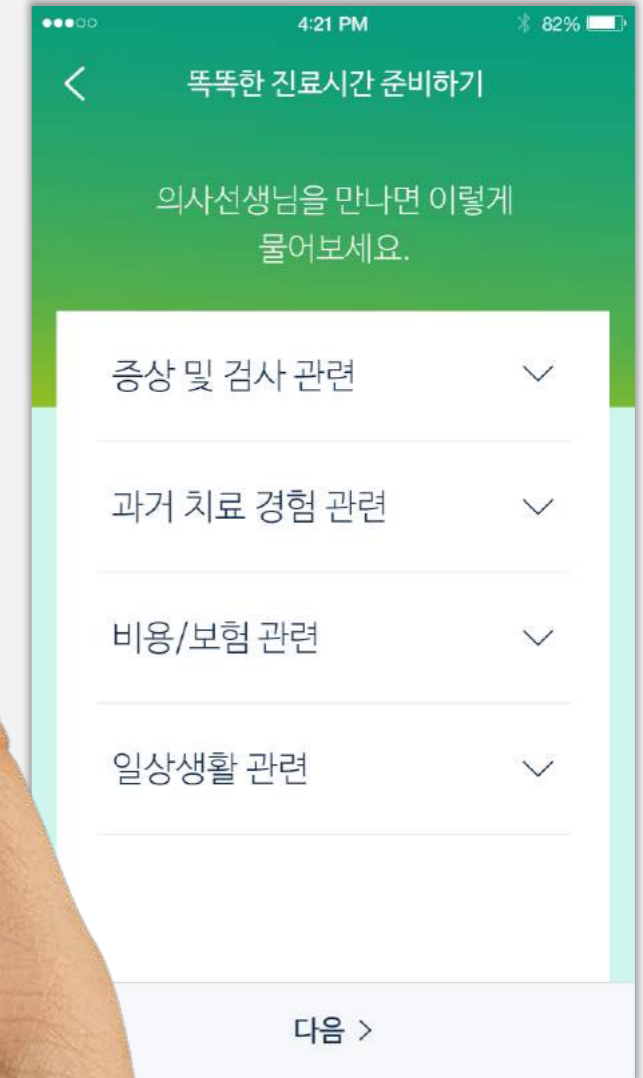 4:21 PM
82%
똑똑한 진료시간 준비하기
의사선생님을 만나면 이렇게
물어보세요.
증상 및 검사 관련
과거 치료 경험 관련
비용/보험 관련
일상생활 관련
다음 >